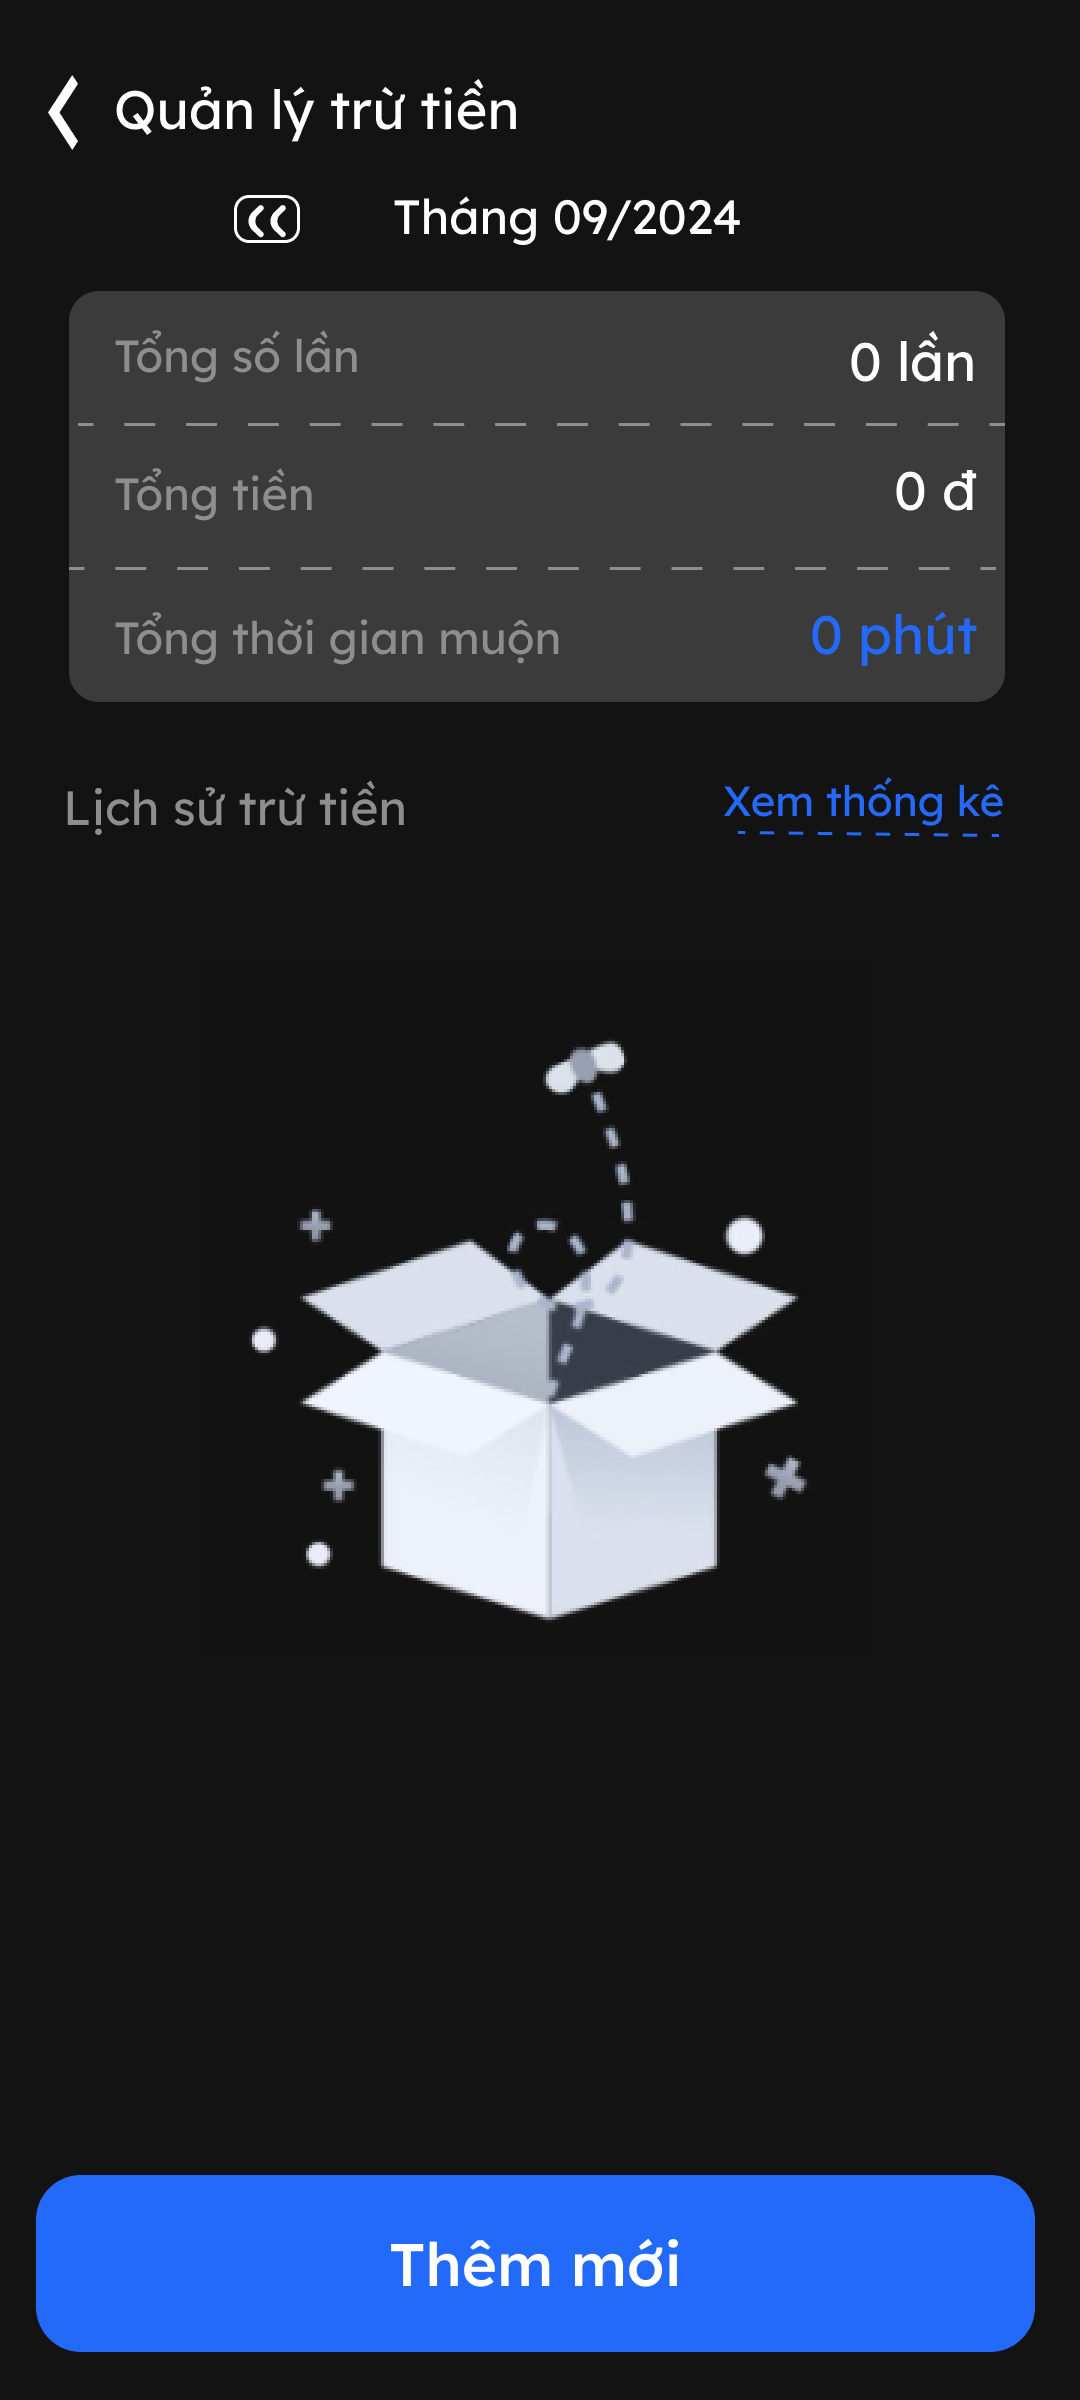 Quản lý trừ tiền
Tháng 09/2024
Tổng số lần
0 lần
Tổng tiền
0 đ
Tổng thời gian muộn
0 phút
Lịch sử trừ tiền
Xem thống kê
Thêm mới